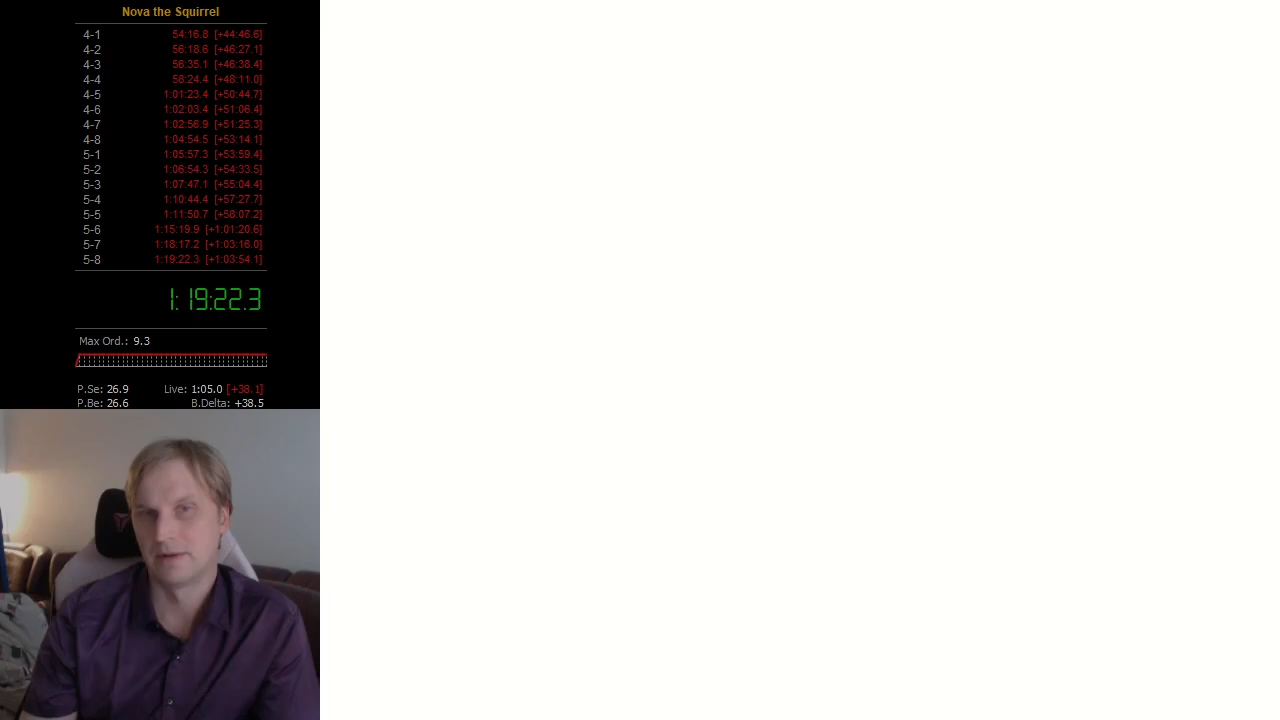 Nova the Squirrel
4-1 54:16.8 [+44:46.6]
4-2 56:18.6 [+46:27.1]
4-3 56:35.1 [+46:38.4]
4-4 58:24.4 [+48:11.0]
4-5 1:01:23.4 [+50:44.7]
4-6 1:02:03.4 [+51:06.4]
4-7 1:02:56.9 [+51:25.3]
4-8 1:04:54.5 [+53:14.1]
5-1 1:05:57.3 [+53:59.4]
5-2 1:06:54.3 [+54:33.5]
5-3 1:07:47.1 [+55:04.4]
5-4 1:10:44.4 [+57:27.7]
5-5 1:11:50.7 [+58:07.2]
5-6 1:15:19.9 [+1:01:20.6]
5-7 1:18:17.2 [+1:03:16.0]
5-8 1:19:22.3 [+1:03:54.1]
1:19:22.3
Max Ord.: 9.3
P.Se: 26.9 Live: 1:05.0 [+38.1]
P.Be: 26.6 B.Delta: +38.5